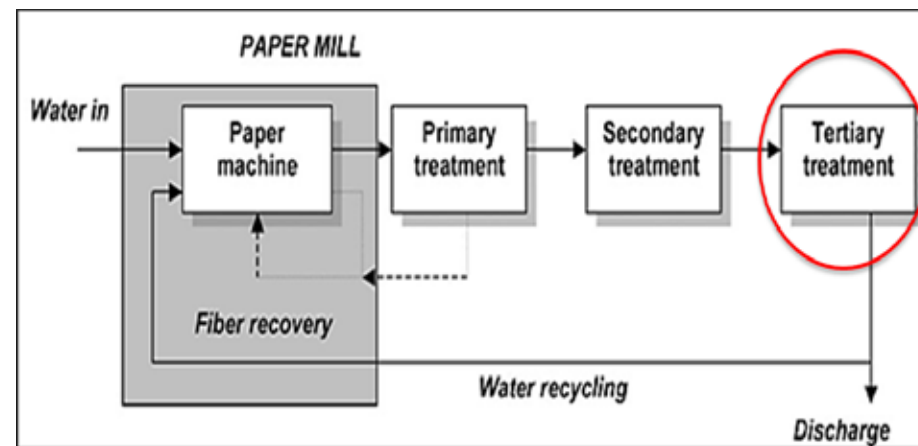 PAPER MILL
Water in
Paper
machine
Primary
treatment
Secondary
treatment
Tertiary
treatment
Fiber recovery
Water recycling
Discharge